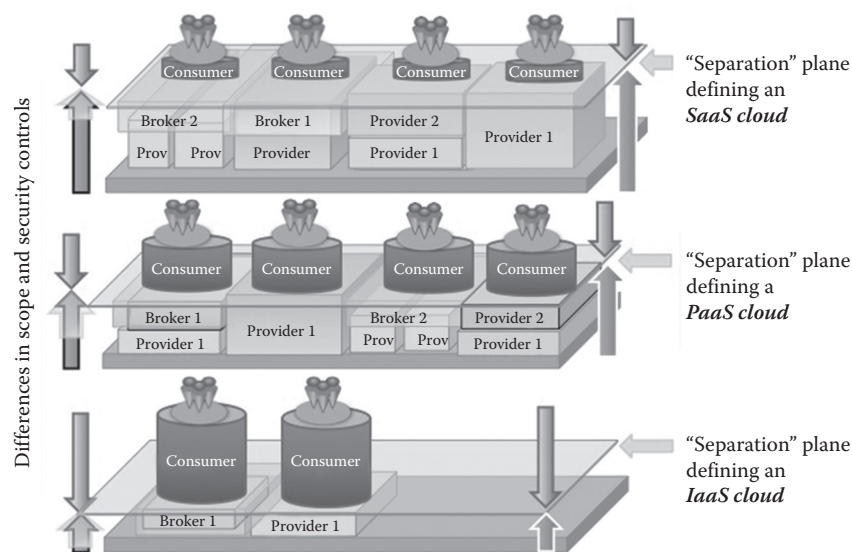 Differences in scope and security controls
Consumer Consumer Consumer Consumer
Broker 2 Broker 1 Provider 2 Provider 1
Prov Prov Provider Provider 1
"Separation" plane
defining an
SaaS cloud
Consumer Consumer Consumer Consumer
Broker 1 Provider 1 Broker 2 Provider 2
Provider 1 Prov Prov Provider 1
"Separation" plane
defining a
PaaS cloud
Consumer Consumer
Broker 1 Provider 1
"Separation" plane
defining an
IaaS cloud